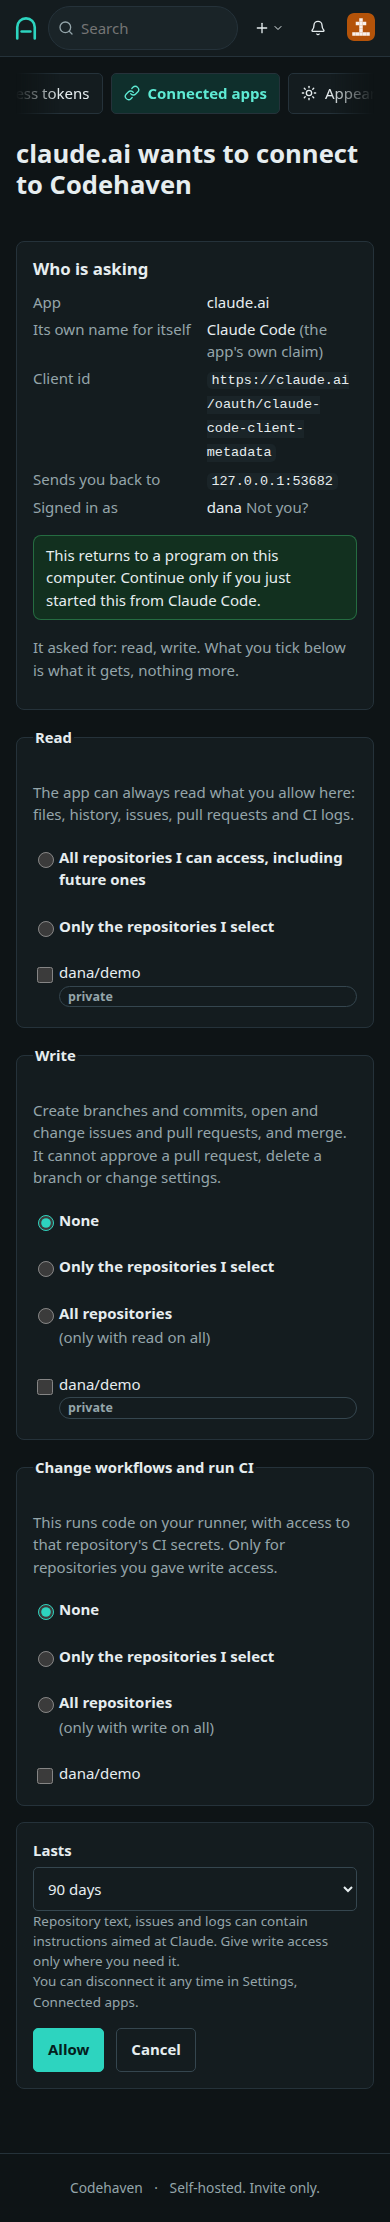 Search
ess tokens
Connected apps
Appea
claude.ai wants to connect
to Codehaven
Who is asking
App
claude.ai
Its own name for itself
Claude Code (the
app's own claim)
Client id
https://claude.ai
/oauth/claude-
code-client-
metadata
Sends you back to
127.0.0.1:53682
Signed in as
dana Not you?
This returns to a program on this
computer. Continue only if you just
started this from Claude Code.
It asked for: read, write. What you tick below
is what it gets, nothing more.
Read
The app can always read what you allow here:
files, history, issues, pull requests and CI logs.
All repositories I can access, including
future ones
Only the repositories I select
dana/demo
private
Write
Create branches and commits, open and
change issues and pull requests, and merge.
It cannot approve a pull request, delete a
branch or change settings.
None
Only the repositories I select
All repositories
(only with read on all)
dana/demo
private
Change workflows and run CI
This runs code on your runner, with access to
that repository's CI secrets. Only for
repositories you gave write access.
None
Only the repositories I select
All repositories
(only with write on all)
dana/demo
Lasts
90 days
Repository text, issues and logs can contain
instructions aimed at Claude. Give write access
only where you need it.
You can disconnect it any time in Settings,
Connected apps.
Allow
Cancel
Codehaven · Self-hosted. Invite only.